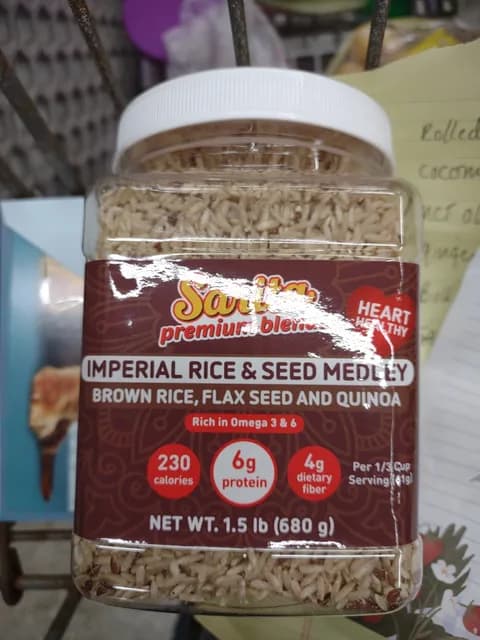 Sarita
premium blend
HEART
HEALTHY
IMPERIAL RICE & SEED MEDLEY
BROWN RICE, FLAX SEED AND QUINOA
Rich in Omega 3 & 6
230
calories
6g
protein
4g
dietary
fiber
Per 1/3 Cup
Serving (61g)
NET WT. 1.5 lb (680 g)
Rolled